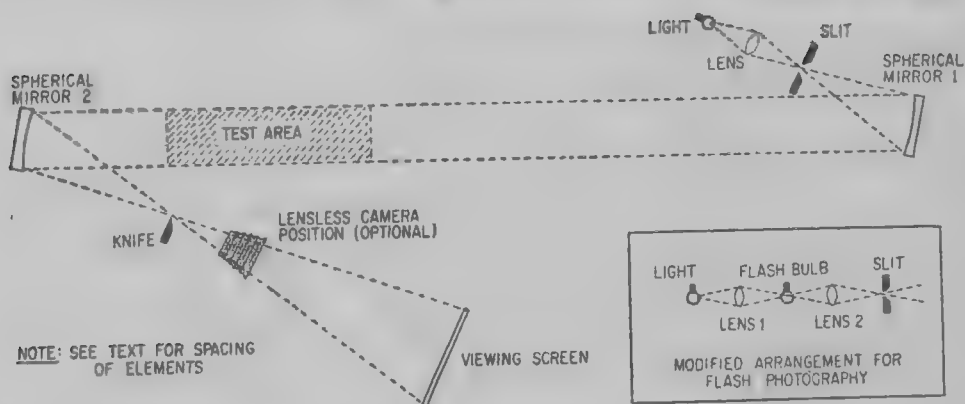 LIGHT
SLIT
LENS
SPHERICAL
MIRROR 1
SPHERICAL
MIRROR 2
TEST AREA
KNIFE
LENSLESS CAMERA
POSITION (OPTIONAL)
NOTE: SEE TEXT FOR SPACING
OF ELEMENTS
VIEWING SCREEN
LIGHT
FLASH BULB
SLIT
LENS 1
LENS 2
MODIFIED ARRANGEMENT FOR
FLASH PHOTOGRAPHY